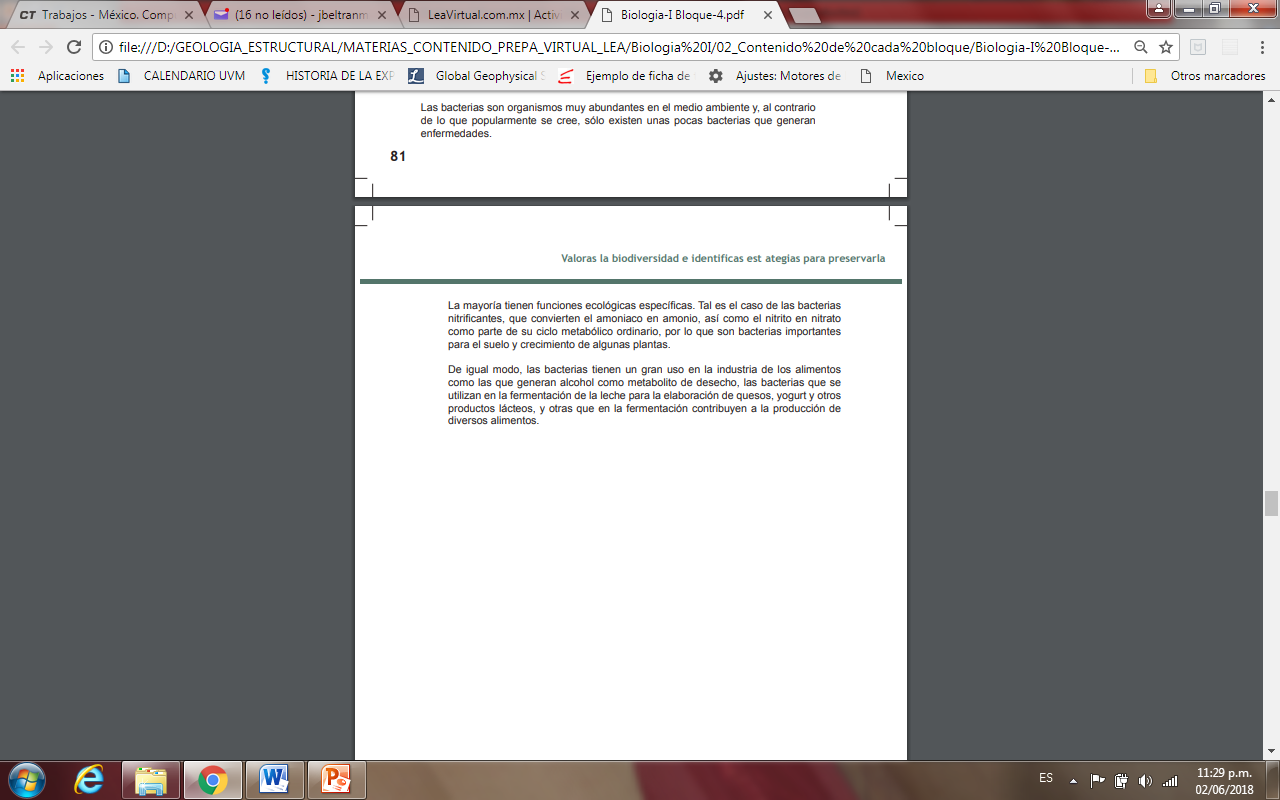 Trabajos - México. Comp
(16 no leídos) - jbeltranm
LeaVirtual.com.mx | Activ
Biologia-I Bloque-4.pdf
file:///D:/GEOLOGIA_ESTRUCTURAL/MATERIAS_CONTENIDO_PREPA_VIRTUAL_LEA/Biologia%20I/02_Contenido%20de%20cada%20bloque/Biologia-I%20Bloque-...
Aplicaciones
CALENDARIO UVM
HISTORIA DE LA EXP
Global Geophysical S
Ejemplo de ficha de
Ajustes: Motores de
Mexico
Otros marcadores
Las bacterias son organismos muy abundantes en el medio ambiente y, al contrario
de lo que popularmente se cree, sólo existen unas pocas bacterias que generan
enfermedades.
81
Valoras la biodiversidad e identificas est ategias para preservarla
La mayoría tienen funciones ecológicas específicas. Tal es el caso de las bacterias
nitrificantes, que convierten el amoniaco en amonio, así como el nitrito en nitrato
como parte de su ciclo metabólico ordinario, por lo que son bacterias importantes
para el suelo y crecimiento de algunas plantas.
De igual modo, las bacterias tienen un gran uso en la industria de los alimentos
como las que generan alcohol como metabolito de desecho, las bacterias que se
utilizan en la fermentación de la leche para la elaboración de quesos, yogurt y otros
productos lácteos, y otras que en la fermentación contribuyen a la producción de
diversos alimentos.
ES
11:29 p.m.
02/06/2018